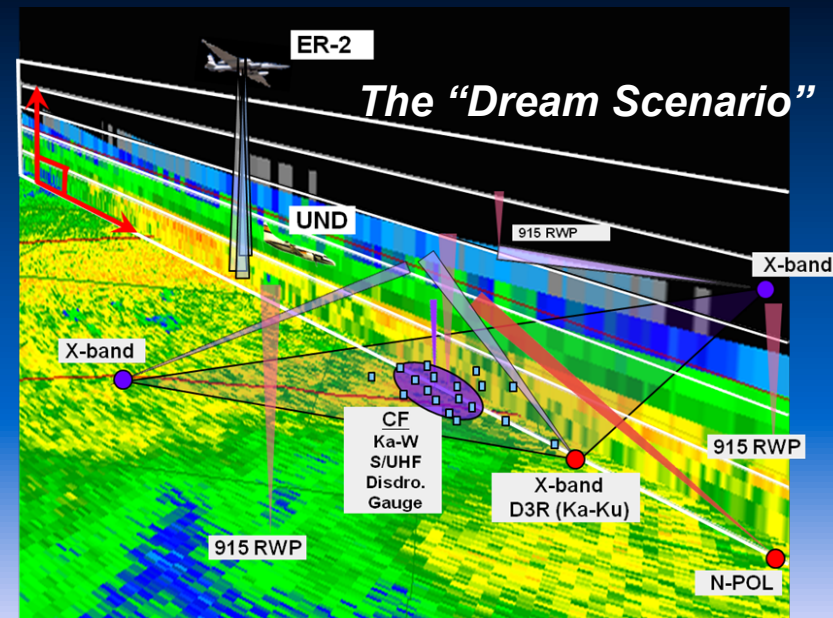 ER-2
The “Dream Scenario”
UND
915 RWP
X-band
X-band
CF
Ka-W
S/UHF
Disdro.
Gauge
915 RWP
X-band
D3R (Ka-Ku)
915 RWP
N-POL